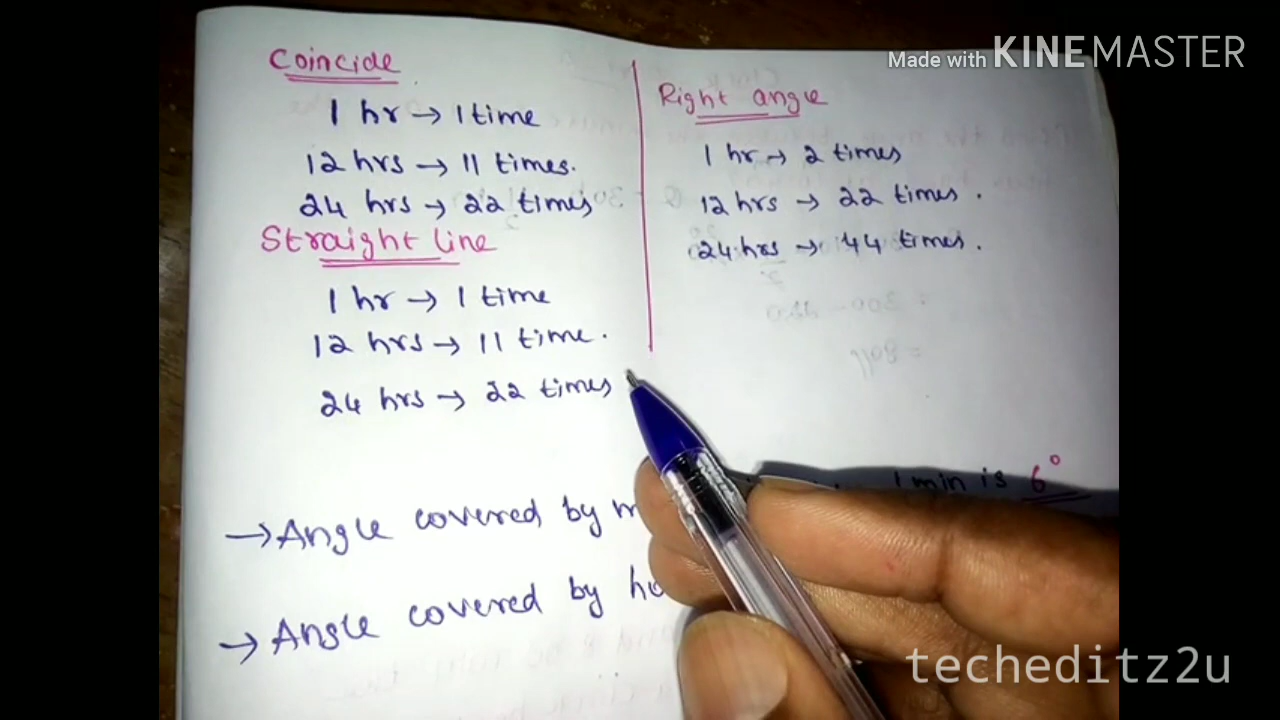 Made with KINEMASTER
Coincide
1 hr → 1 time
12 hrs → 11 times.
24 hrs → 22 times
Straight line
1 hr → 1 time
12 hrs → 11 time.
24 hrs → 22 times
Right angle
1 hr → 2 times
12 hrs → 22 times.
24 hrs → 44 times.
→ Angle covered by m 1 min is 6°
→ Angle covered by ho
techeditz2u